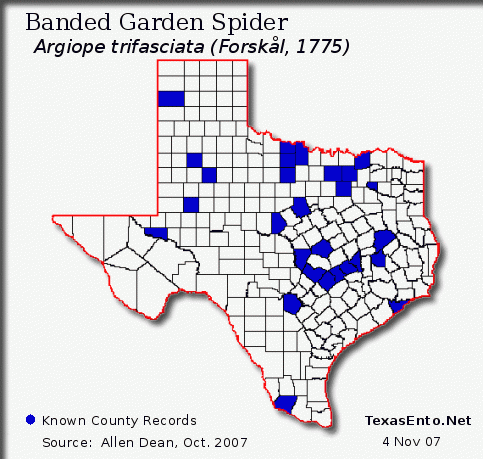 Banded Garden Spider
Argiope trifasciata (Forskål, 1775)
Known County Records
Source: Allen Dean, Oct. 2007
TexasEnto.Net
4 Nov 07